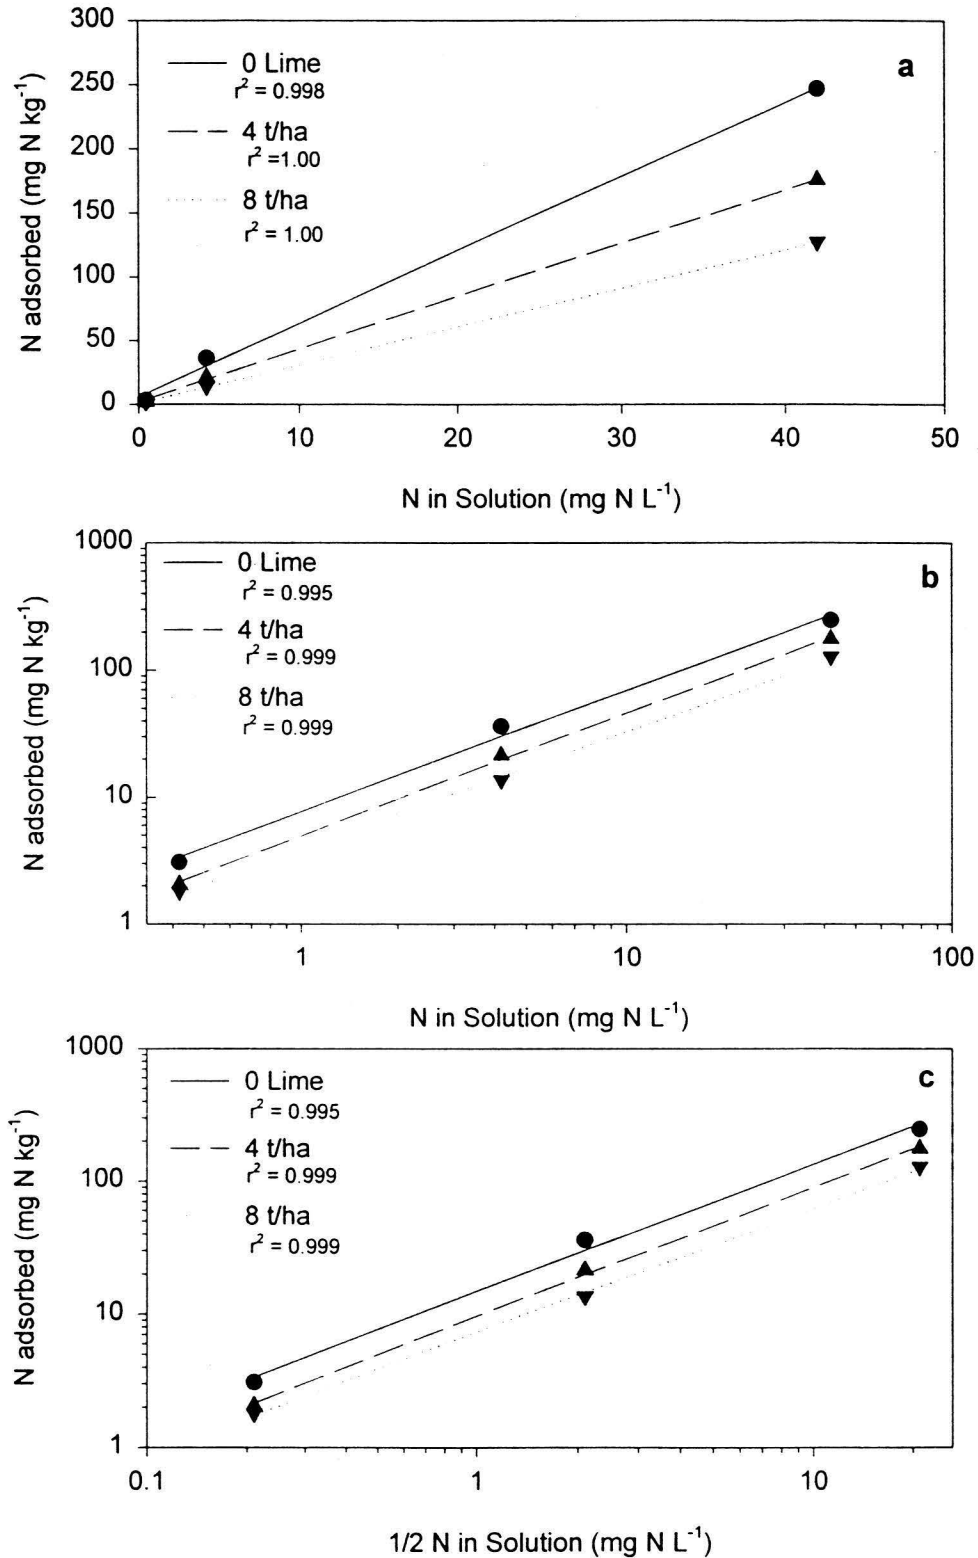 300
250
200
150
100
50
0
N adsorbed (mg N kg⁻¹)
0 Lime
r² = 0.998
4 t/ha
r² =1.00
8 t/ha
r² = 1.00
a
0 10 20 30 40 50
N in Solution (mg N L⁻¹)
1000
100
10
1
N adsorbed (mg N kg⁻¹)
0 Lime
r² = 0.995
4 t/ha
r² = 0.999
8 t/ha
r² = 0.999
b
1 10 100
N in Solution (mg N L⁻¹)
1000
100
10
1
N adsorbed (mg N kg⁻¹)
0 Lime
r² = 0.995
4 t/ha
r² = 0.999
8 t/ha
r² = 0.999
c
0.1 1 10
1/2 N in Solution (mg N L⁻¹)